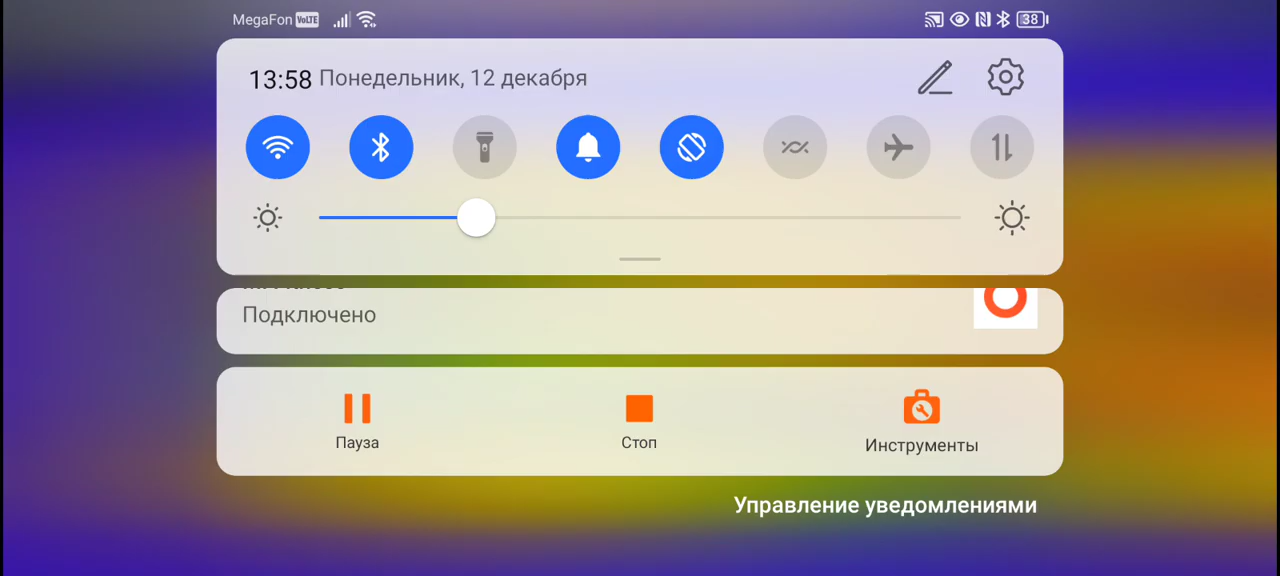 MegaFon VoLTE 38
13:58 Понедельник, 12 декабря
Подключено
Пауза Стоп Инструменты
Управление уведомлениями